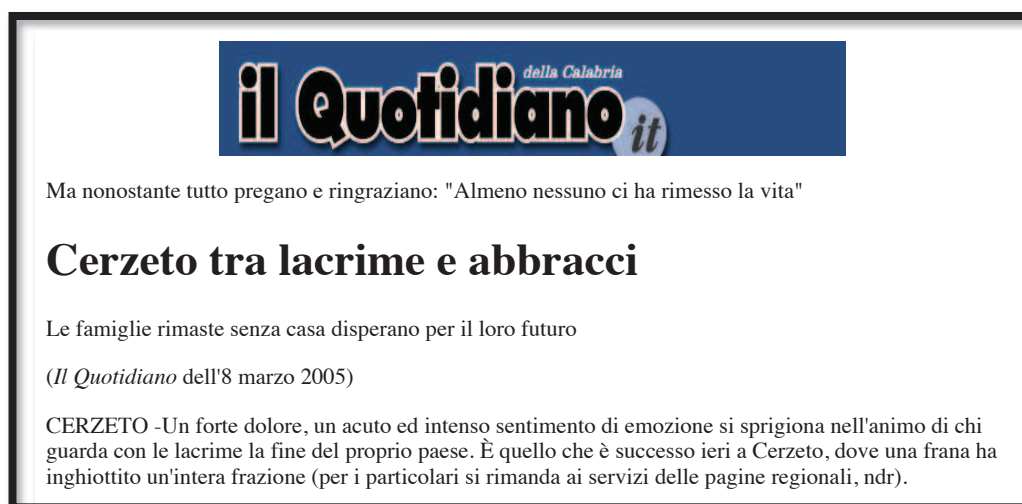 il Quotidiano della Calabria it
Ma nonostante tutto pregano e ringraziano: "Almeno nessuno ci ha rimesso la vita"
Cerzeto tra lacrime e abbracci
Le famiglie rimaste senza casa disperano per il loro futuro
(Il Quotidiano dell'8 marzo 2005)
CERZETO -Un forte dolore, un acuto ed intenso sentimento di emozione si sprigiona nell'animo di chi
guarda con le lacrime la fine del proprio paese. È quello che è successo ieri a Cerzeto, dove una frana ha
inghiottito un'intera frazione (per i particolari si rimanda ai servizi delle pagine regionali, ndr).